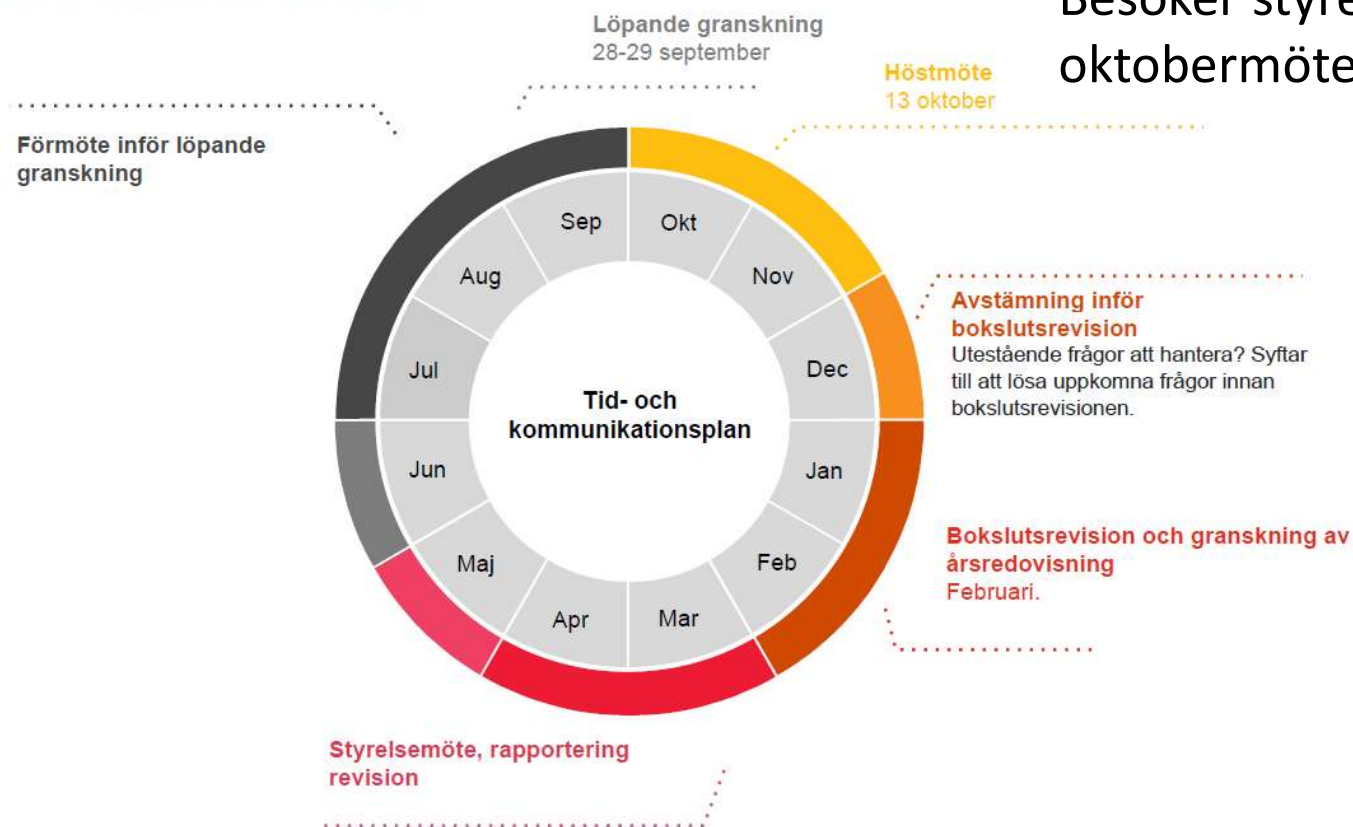 Löpande granskning
28-29 september
Höstmöte
13 oktober
oktobermöte
Förmöte inför löpande
granskning
Sep
Okt
Aug
Nov
Jul
Dec
Tid- och
kommunikationsplan
Jun
Jan
Maj
Feb
Apr
Mar
Avstämning inför
bokslutsrevision
Utestående frågor att hantera? Syftar
till att lösa uppkomna frågor innan
bokslutsrevisionen.
Bokslutsrevision och granskning av
årsredovisning
Februari.
Styrelsemöte, rapportering
revision